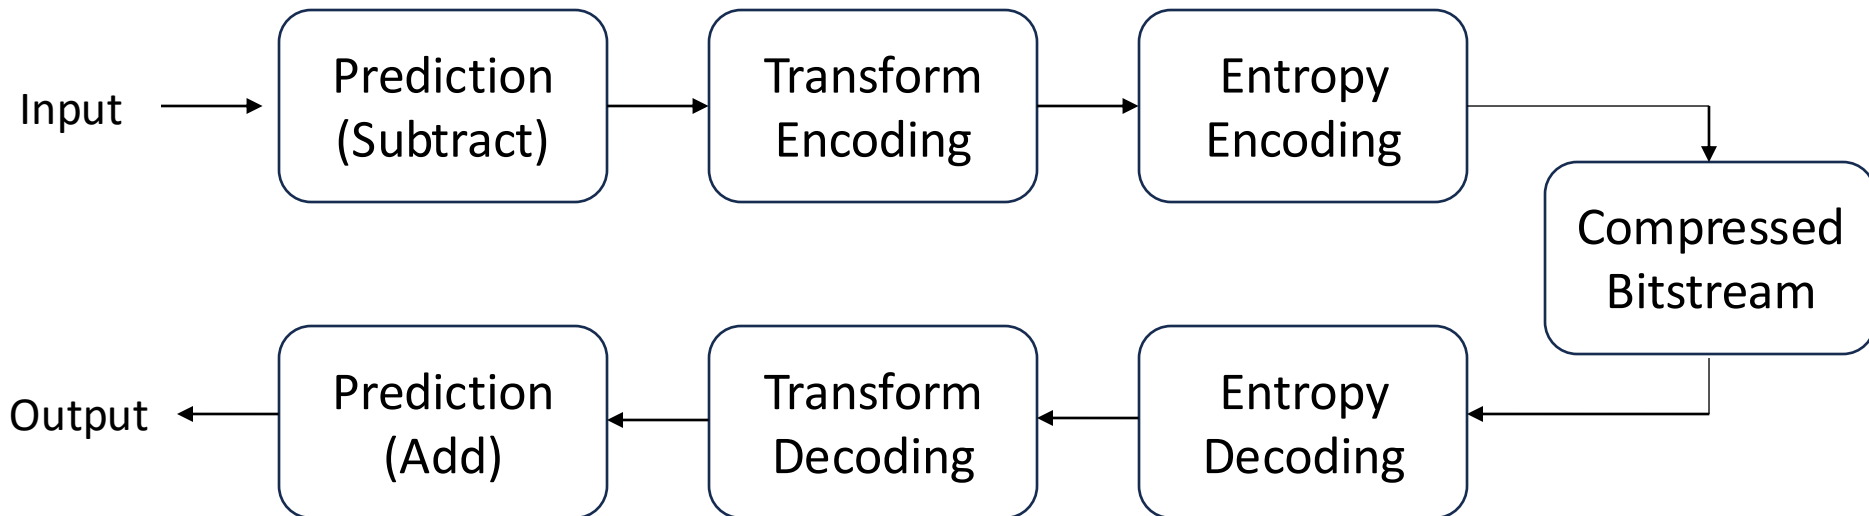 Input
Prediction
(Subtract)
Transform
Encoding
Entropy
Encoding
Compressed
Bitstream
Output
Prediction
(Add)
Transform
Decoding
Entropy
Decoding